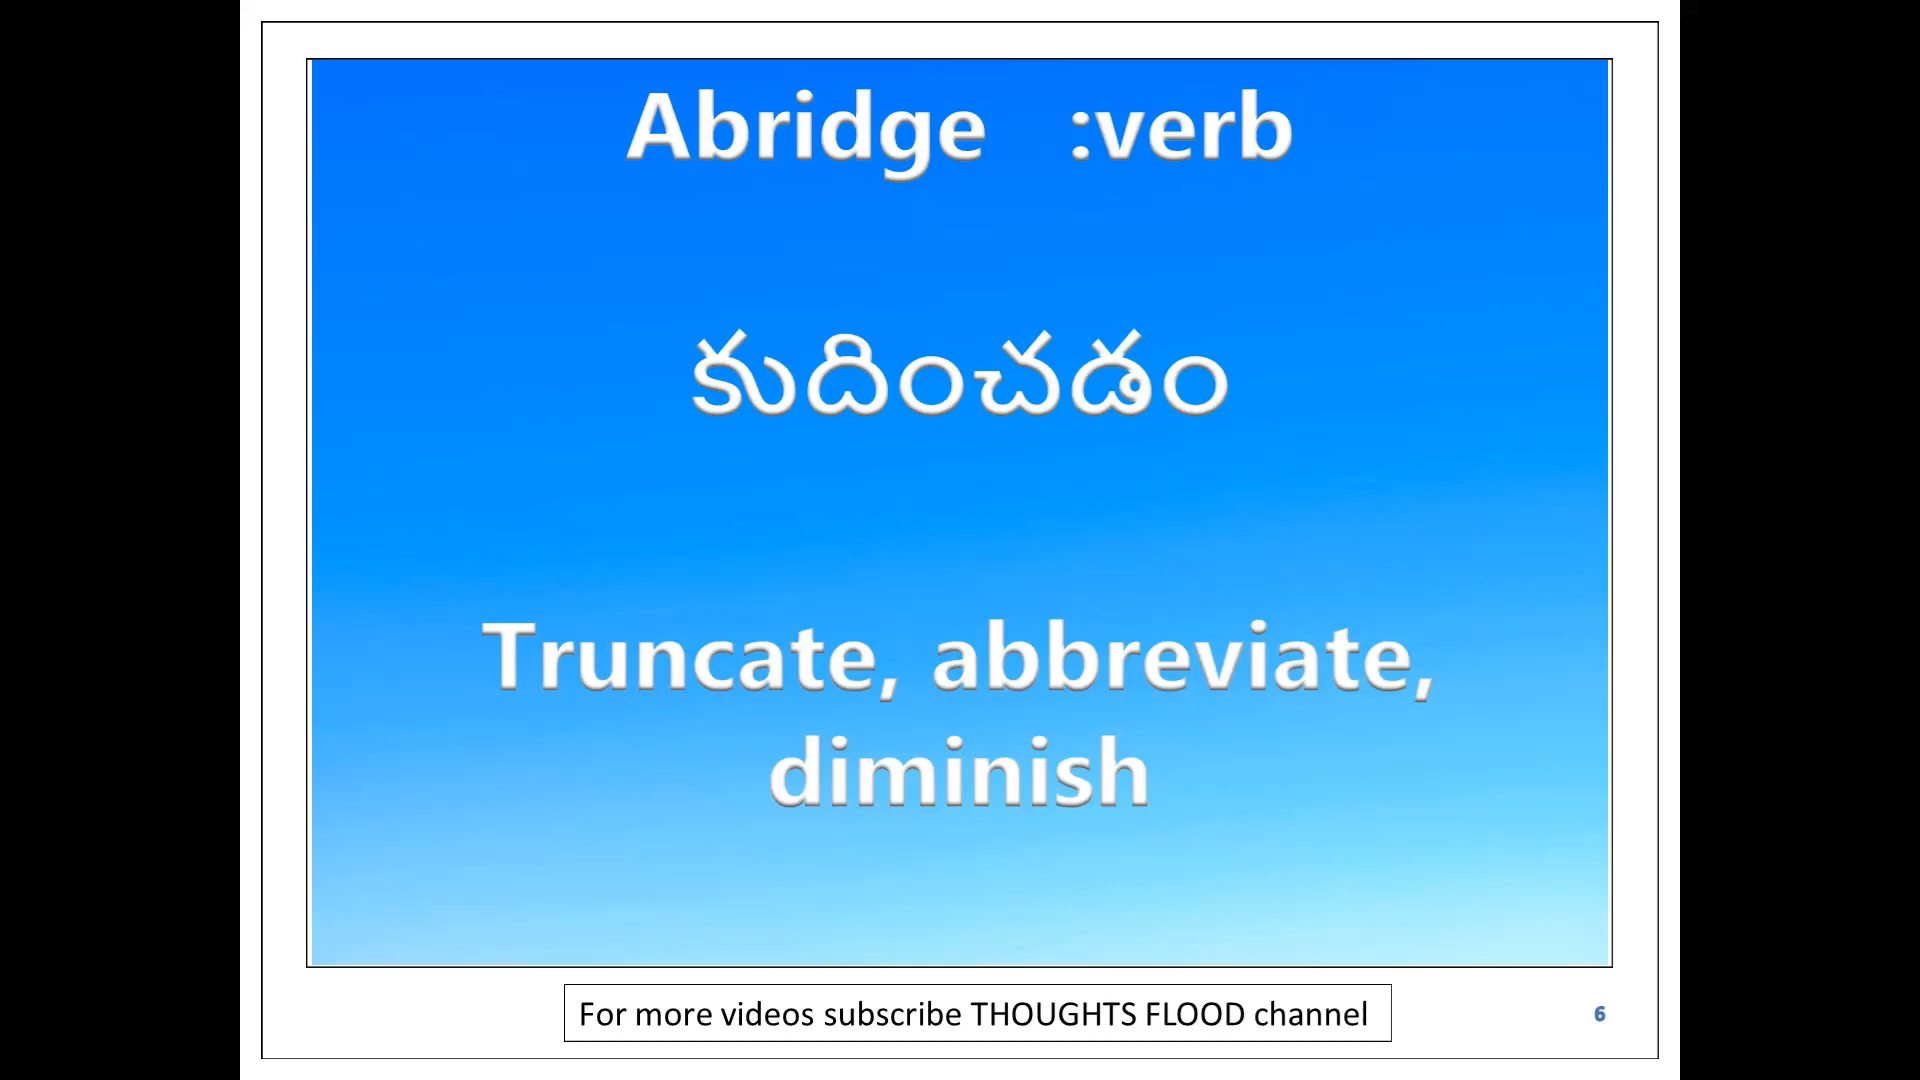 Abridge :verb
కుదించడం
Truncate, abbreviate,
diminish
For more videos subscribe THOUGHTS FLOOD channel
6